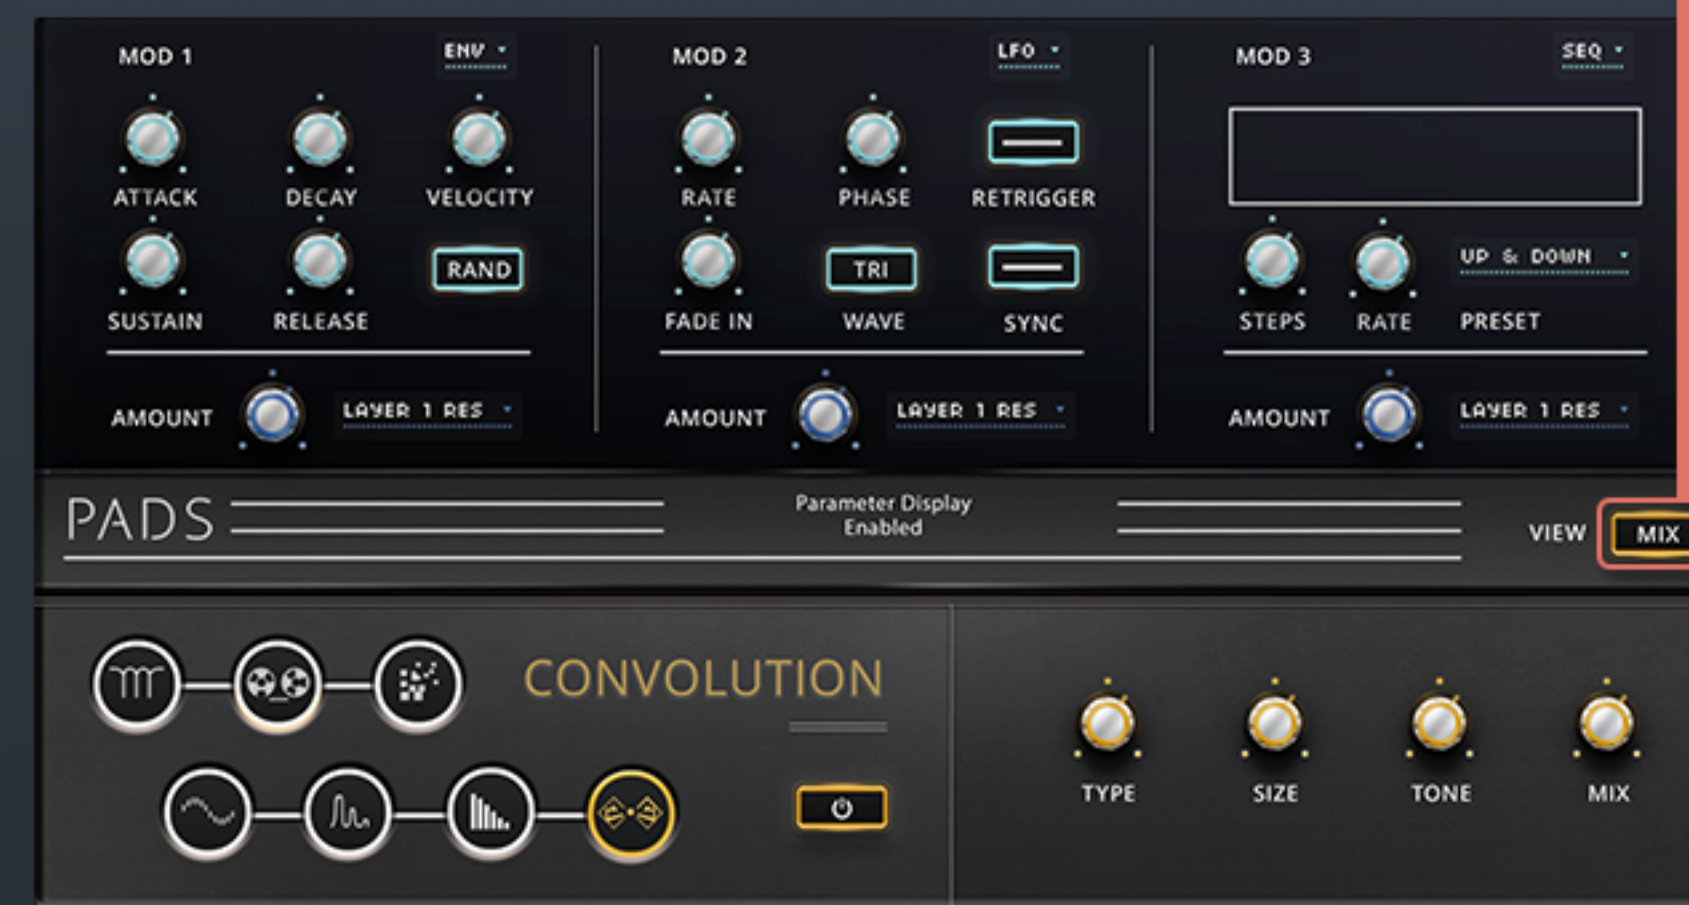 MOD 1 ENV MOD 2 LFO MOD 3 SEQ
ATTACK DECAY VELOCITY RATE PHASE RETRIGGER
RAND TRI UP & DOWN
SUSTAIN RELEASE FADE IN WAVE SYNC STEPS RATE PRESET
AMOUNT LAYER 1 RES AMOUNT LAYER 1 RES AMOUNT LAYER 1 RES
PADS Parameter Display
Enabled
VIEW MIX
CONVOLUTION
TYPE SIZE TONE MIX